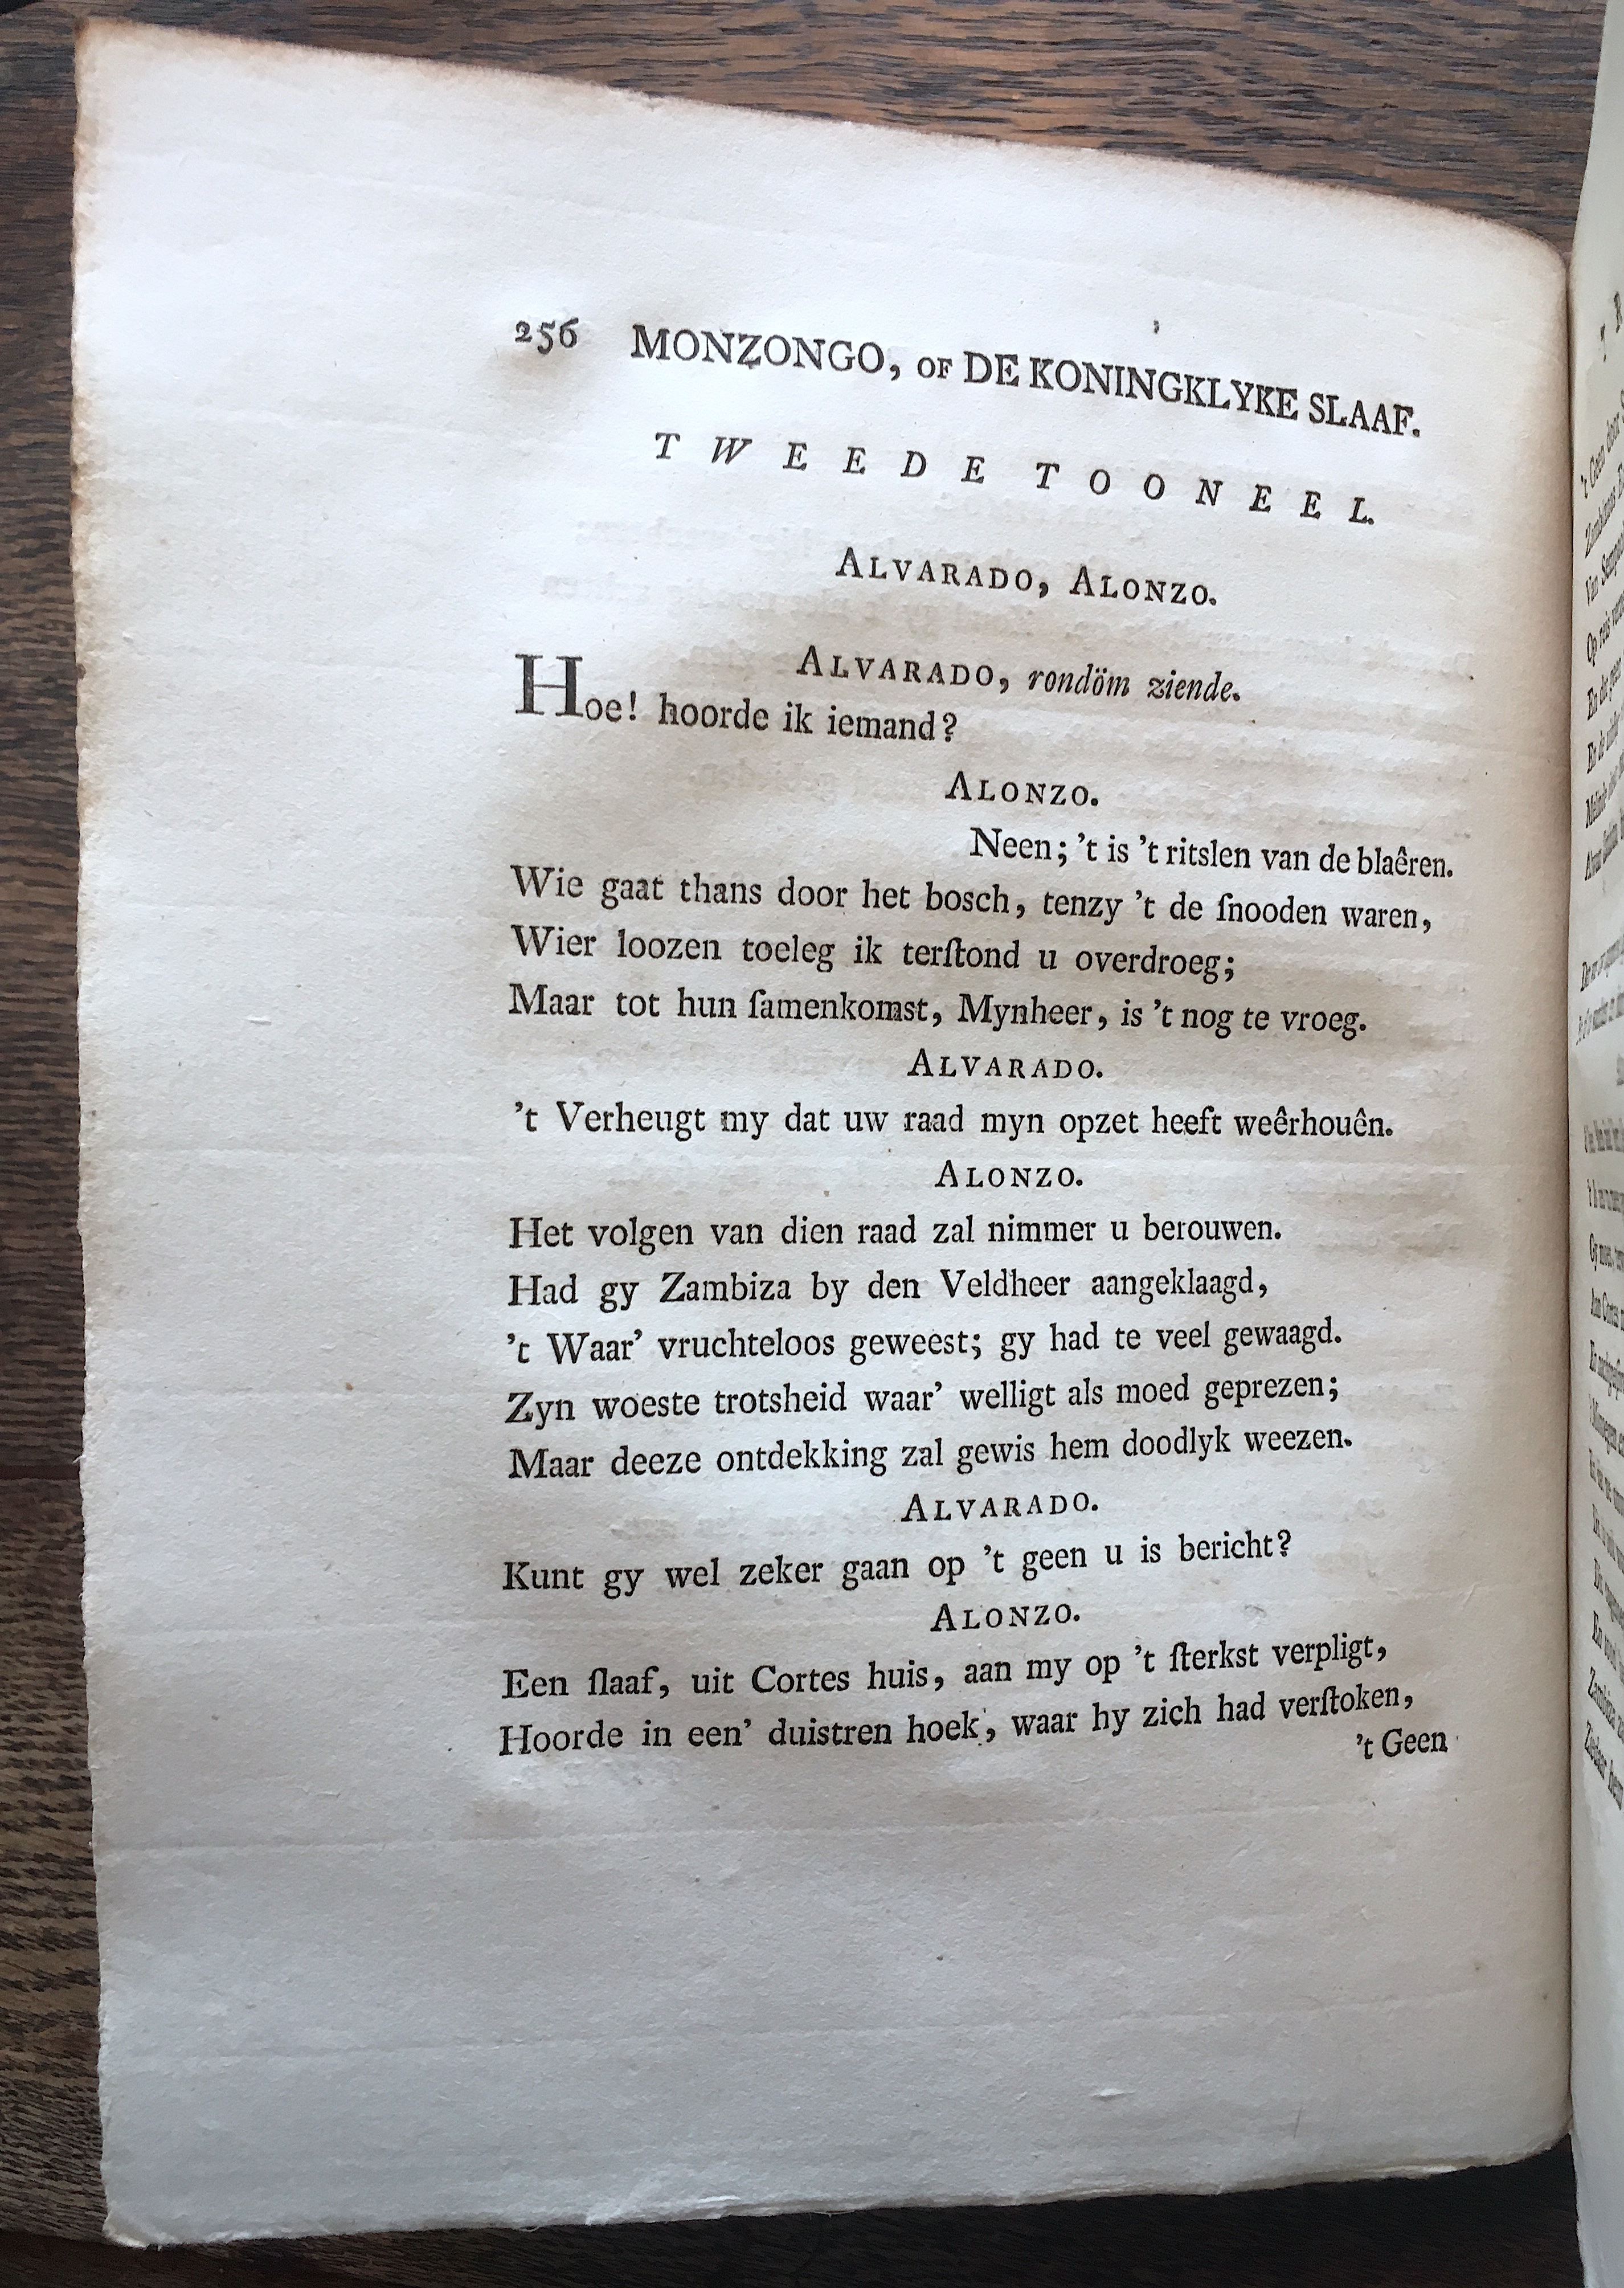 256 MONZONGO, OF DE KONINGKLYKE SLAAF.
TWEEDE TOONEEL.
ALVARADO, ALONZO.
ALVARADO, rondöm ziende.
Hoe! hoorde ik iemand?
ALONZO.
Neen; 't is 't ritslen van de blaêren.
Wie gaat thans door het bosch, tenzy 't de ſnooden waren,
Wier loozen toeleg ik terſtond u overdroeg;
Maar tot hun ſamenkomst, Mynheer, is 't nog te vroeg.
ALVARADO.
't Verheugt my dat uw raad myn opzet heeft weêrhouên.
ALONZO.
Het volgen van dien raad zal nimmer u berouwen.
Had gy Zambiza by den Veldheer aangeklaagd,
't Waar' vruchteloos geweest; gy had te veel gewaagd.
Zyn woeste trotsheid waar' welligt als moed geprezen;
Maar deeze ontdekking zal gewis hem doodlyk weezen.
ALVARADO.
Kunt gy wel zeker gaan op 't geen u is bericht?
ALONZO.
Een ſlaaf, uit Cortes huis, aan my op 't ſterkst verpligt,
Hoorde in een' duistren hoek, waar hy zich had verſtoken,
't Geen